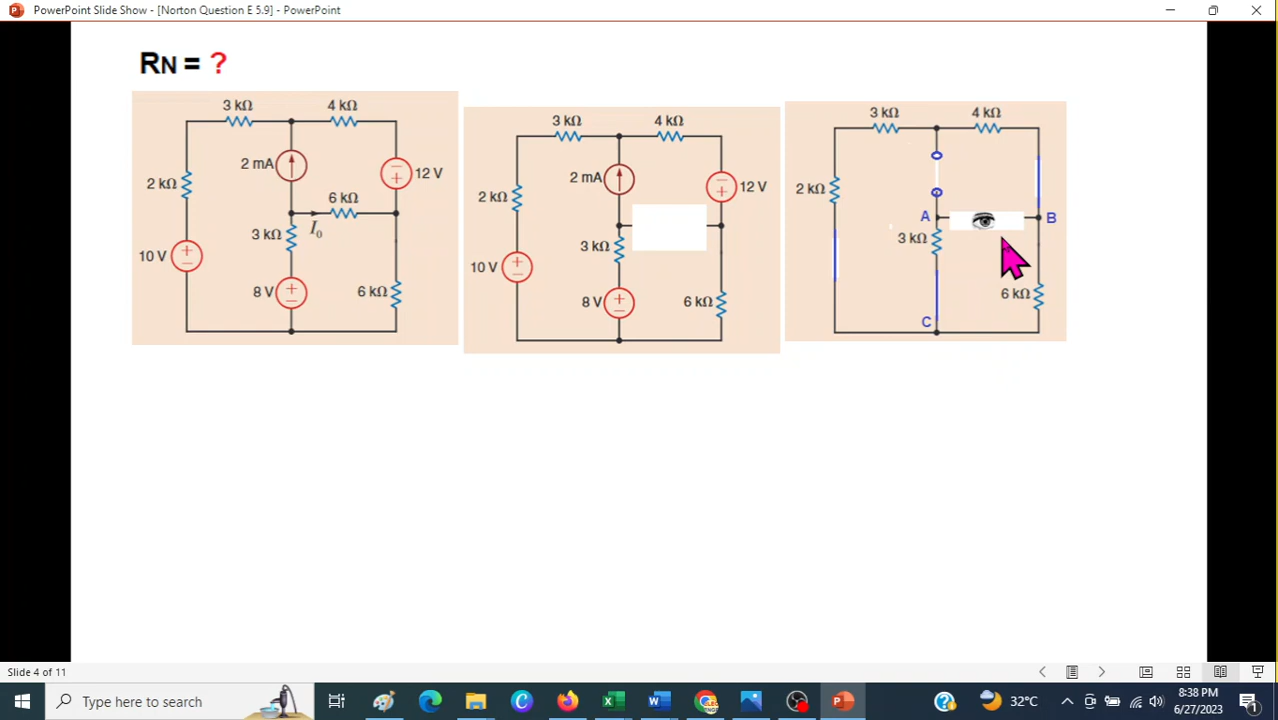 PowerPoint Slide Show - [Norton Question E 5.9] - PowerPoint
RN = ?
3 kΩ
4 kΩ
2 mA
12 V
2 kΩ
6 kΩ
3 kΩ
I0
10 V
8 V
6 kΩ
3 kΩ
4 kΩ
2 mA
12 V
2 kΩ
3 kΩ
10 V
8 V
6 kΩ
3 kΩ
4 kΩ
2 kΩ
A
B
3 kΩ
6 kΩ
C
Slide 4 of 11
Type here to search
32°C
8:38 PM
6/27/2023